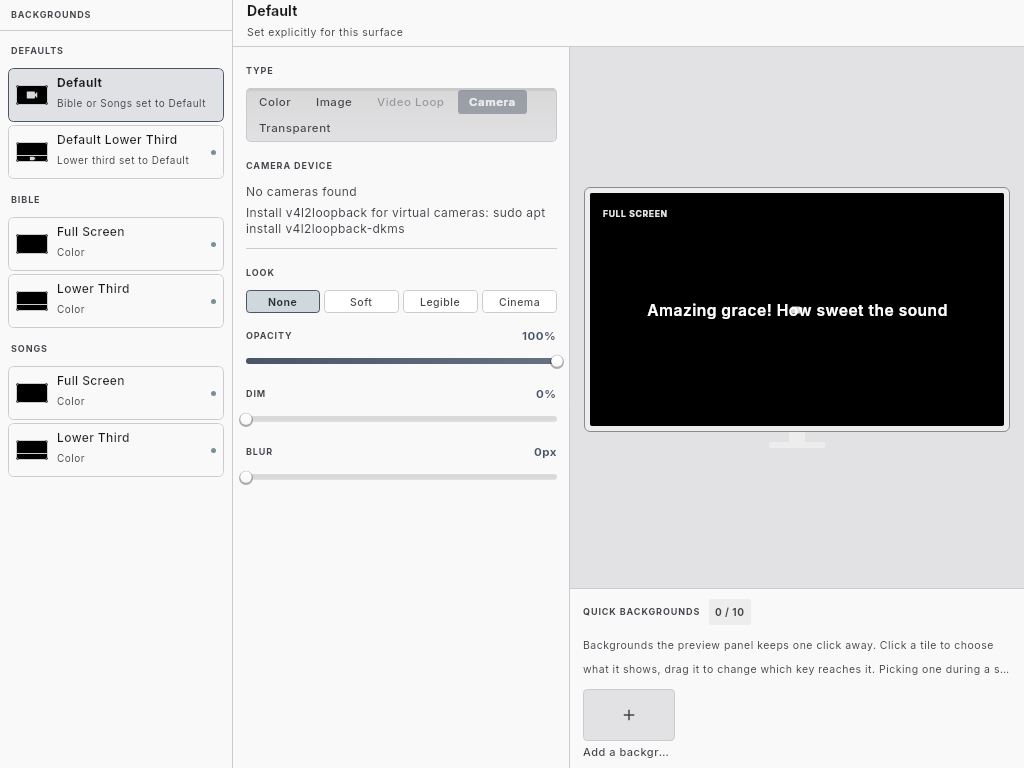 BACKGROUNDS
DEFAULTS
Default
Bible or Songs set to Default
Default Lower Third
Lower third set to Default
BIBLE
Full Screen
Color
Lower Third
Color
SONGS
Full Screen
Color
Lower Third
Color
Default
Set explicitly for this surface
TYPE
Color Image Video Loop Camera
Transparent
CAMERA DEVICE
No cameras found
Install v4l2loopback for virtual cameras: sudo apt
install v4l2loopback-dkms
LOOK
None Soft Legible Cinema
OPACITY 100%
DIM 0%
BLUR 0px
FULL SCREEN
Amazing grace! How sweet the sound
QUICK BACKGROUNDS 0 / 10
Backgrounds the preview panel keeps one click away. Click a tile to choose
what it shows, drag it to change which key reaches it. Picking one during a s...
+
Add a backgr...